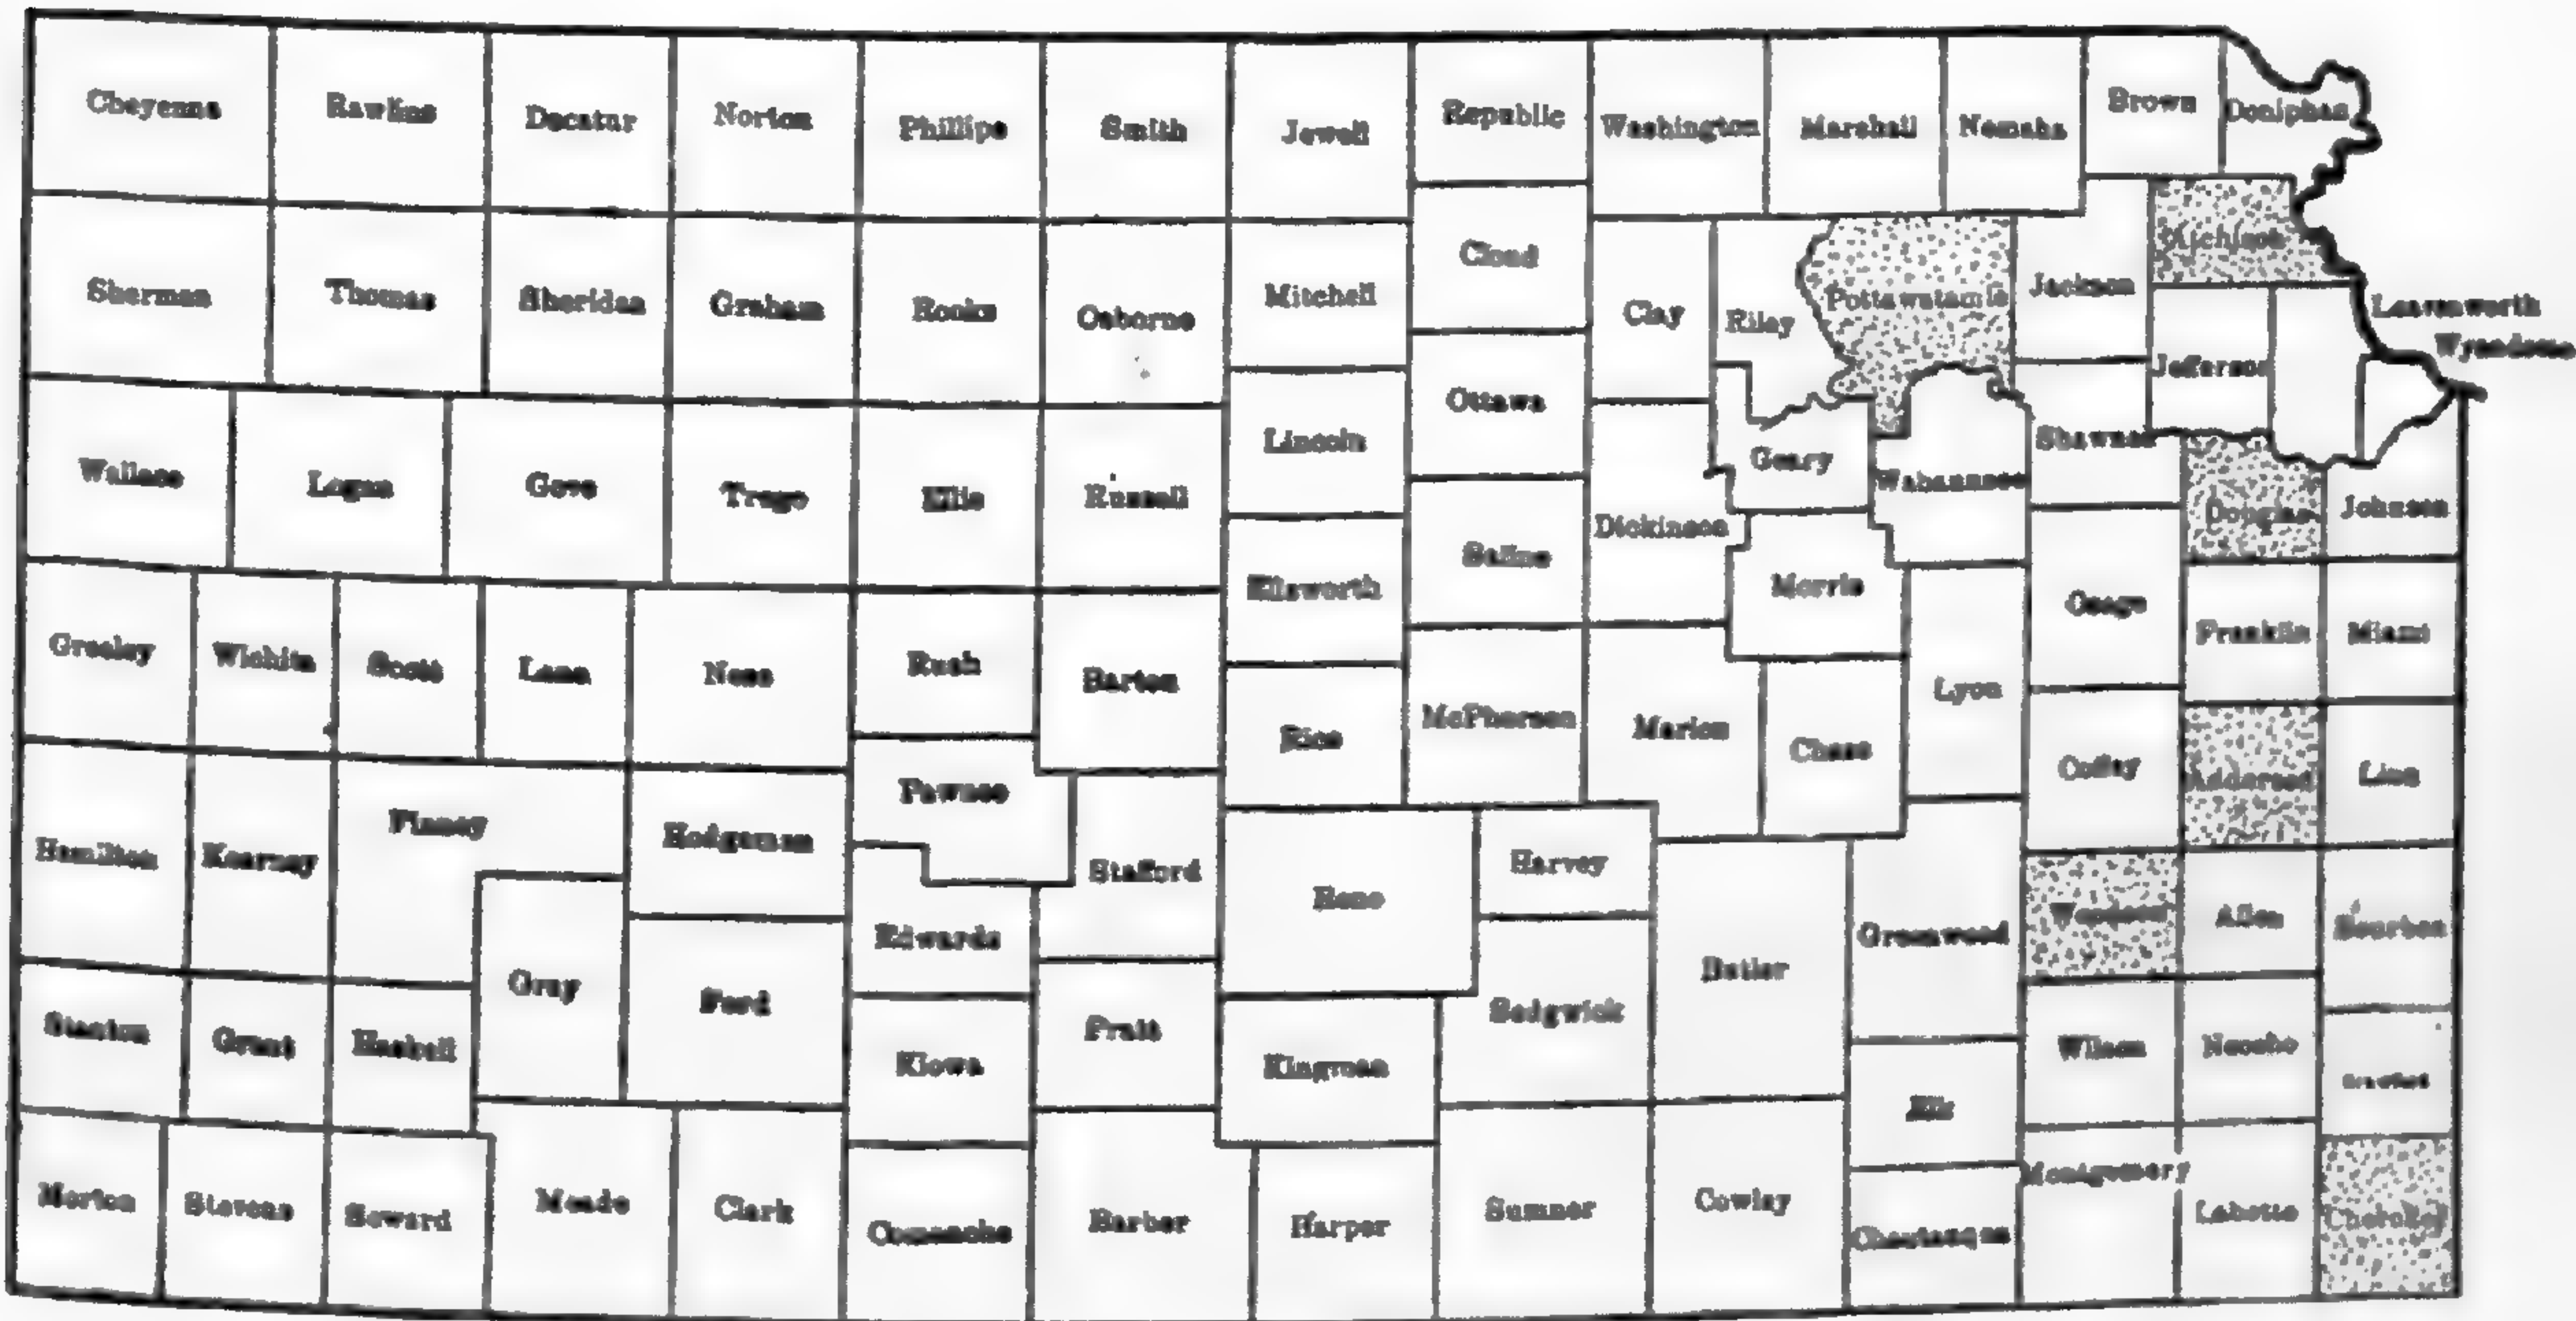 Cheyenne
Rawlins
Decatur
Norton
Phillips
Smith
Jewell
Republic
Washington
Marshall
Nemaha
Brown
Doniphan
Sherman
Thomas
Sheridan
Graham
Rooks
Osborne
Mitchell
Cloud
Clay
Riley
Pottawatamie
Jackson
Atchison
Leavenworth
Wyandotte
Jefferson
Wallace
Logan
Gove
Trego
Ellis
Russell
Lincoln
Ottawa
Geary
Wabaunsee
Shawnee
Douglas
Johnson
Ellsworth
Saline
Dickinson
Morris
Osage
Franklin
Miami
Greeley
Wichita
Scott
Lane
Ness
Rush
Barton
Rice
McPherson
Marion
Chase
Lyon
Coffey
Anderson
Linn
Hamilton
Kearney
Finney
Hodgeman
Pawnee
Stafford
Reno
Harvey
Butler
Greenwood
Woodson
Allen
Bourbon
Edwards
Gray
Ford
Stanton
Grant
Haskell
Kiowa
Pratt
Kingman
Sedgwick
Elk
Wilson
Neosho
Crawford
Morton
Stevens
Seward
Meade
Clark
Comanche
Barber
Harper
Sumner
Cowley
Chautauqua
Montgomery
Labette
Cherokee